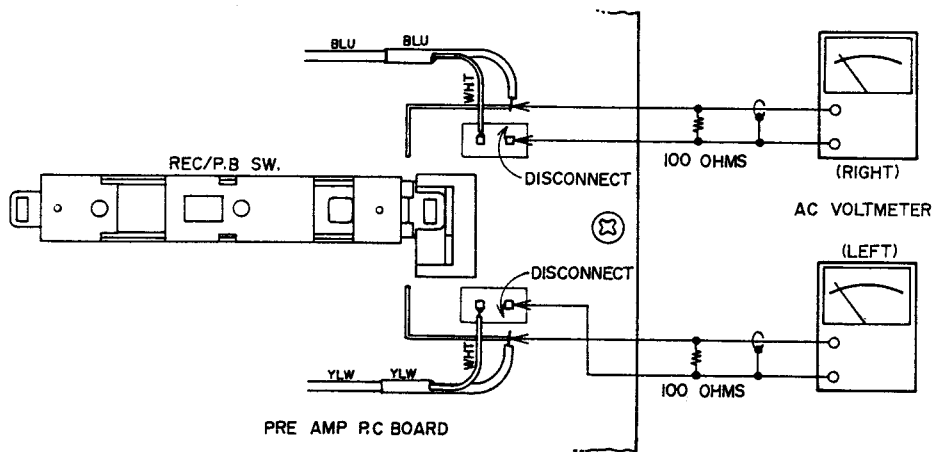 BLU
BLU
WHT
REC/P.B SW.
DISCONNECT
100 OHMS
(RIGHT)
AC VOLTMETER
(LEFT)
DISCONNECT
WHT
YLW
YLW
100 OHMS
PRE AMP P.C BOARD